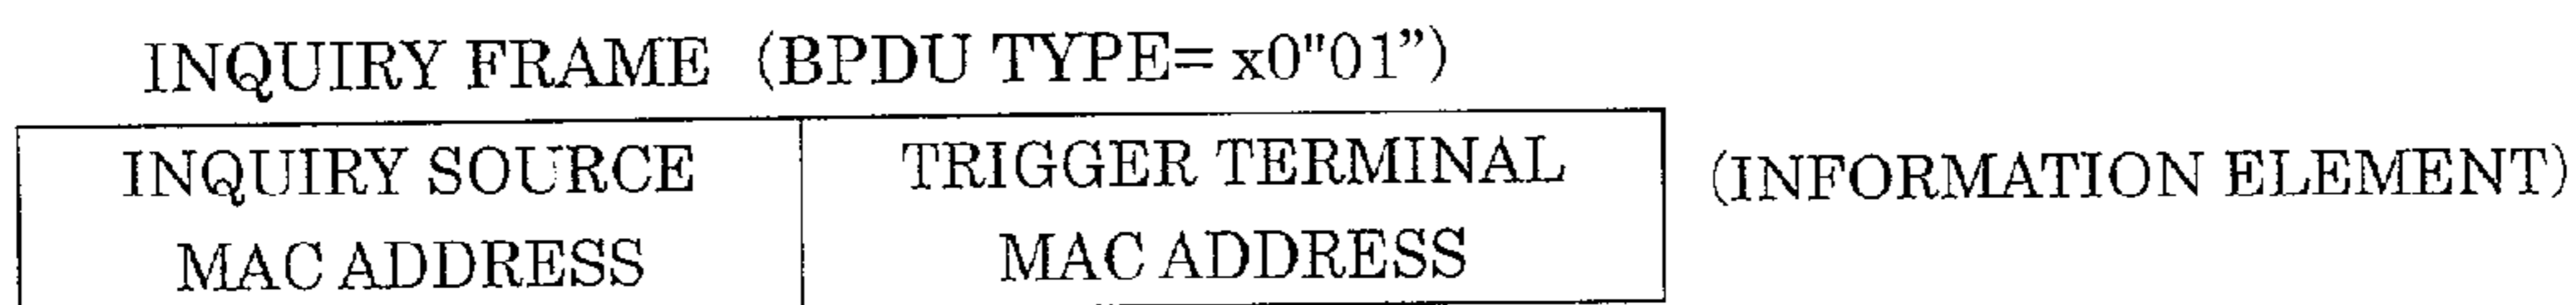 INQUIRY FRAME (BPDU TYPE= x0"01”)
INQUIRY SOURCE
MAC ADDRESS
TRIGGER TERMINAL
MAC ADDRESS
(INFORMATION ELEMENT)